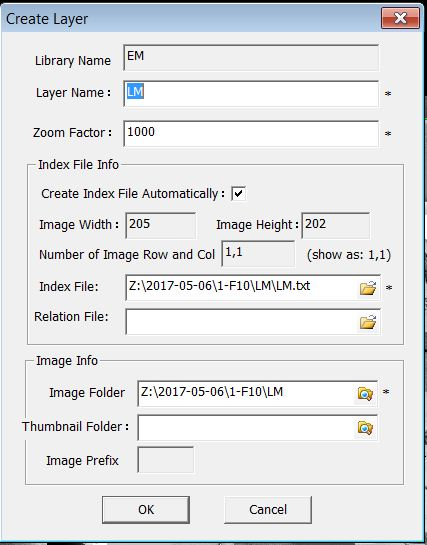 Create Layer
Library Name EM
Layer Name : LM *
Zoom Factor : 1000 *
Index File Info
Create Index File Automatically :
Image Width : 205 Image Height : 202
Number of Image Row and Col 1,1 (show as: 1,1)
Index File: Z:\2017-05-06\1-F10\LM\LM.txt *
Relation File:
Image Info
Image Folder Z:\2017-05-06\1-F10\LM *
Thumbnail Folder :
Image Prefix
OK Cancel